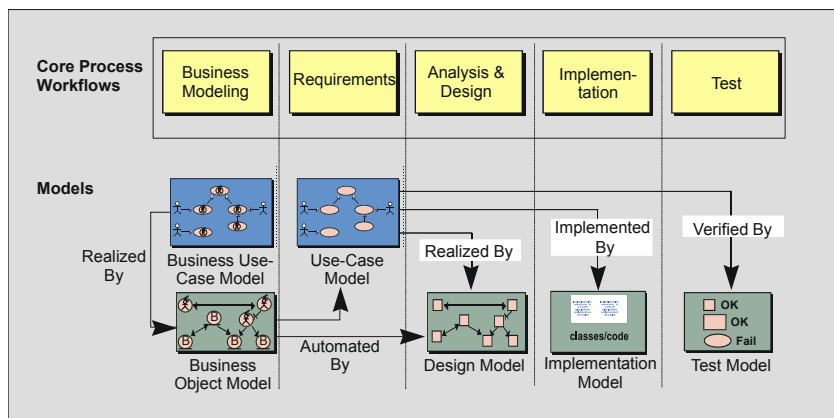 Core Process
Workflows
Business
Modeling
Requirements
Analysis &
Design
Implemen-
tation
Test
Models
Realized
By
Business Use-
Case Model
Use-Case
Model
Realized By
Implemented
By
Verified By
B
B
B
B
Business
Object Model
Automated
By
Design Model
classes/code
Implementation
Model
OK
OK
Fail
Test Model